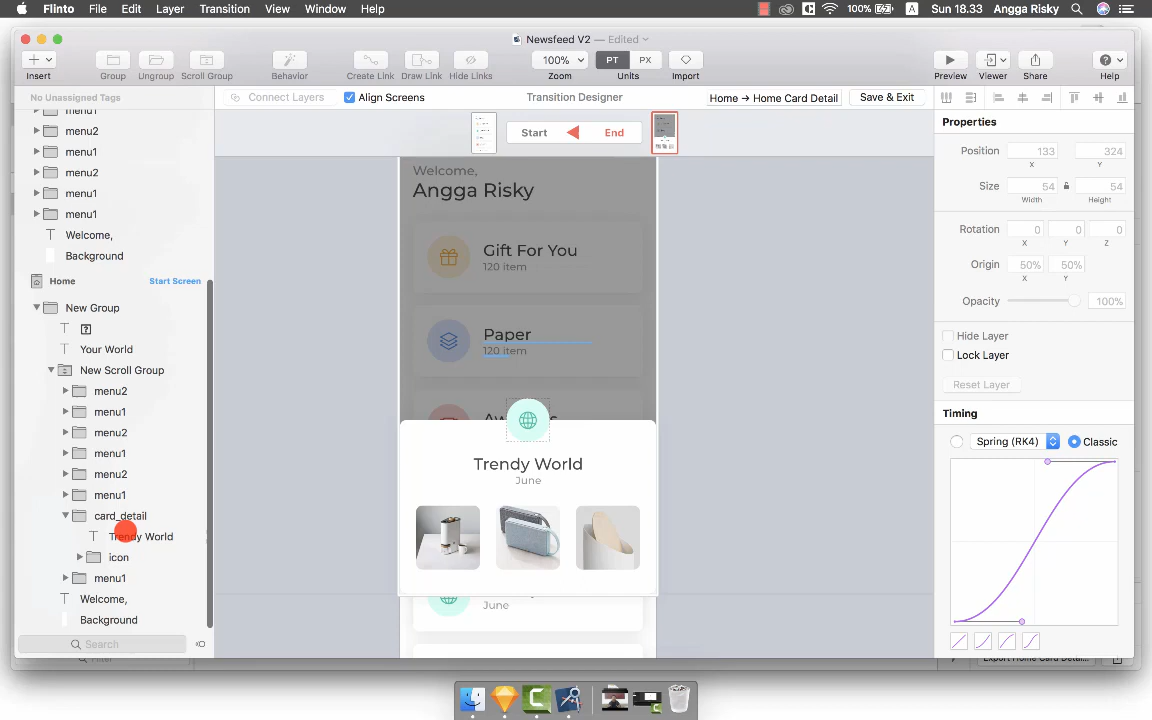 Flinto File Edit Layer Transition View Window Help 100% A Sun 18.33 Angga Risky
Newsfeed V2 — Edited
Insert Group Ungroup Scroll Group Behavior Create Link Draw Link Hide Links 100% Zoom PT PX Units Import Preview Viewer Share Help
No Unassigned Tags
Connect Layers Align Screens Transition Designer Home → Home Card Detail Save & Exit
Start End
menu1
menu2
menu1
menu2
menu1
menu1
Welcome,
Background
Home Start Screen
New Group
?
Your World
New Scroll Group
menu2
menu1
menu2
menu1
menu2
menu1
card_detail
Trendy World
icon
menu1
Welcome,
Background
Search
Filter
Welcome,
Angga Risky
Gift For You
120 item
Paper
120 item
Trendy World
June
June
Properties
Position 133 324
X Y
Size 54 54
Width Height
Rotation 0 0 0
X Y Z
Origin 50% 50%
X Y
Opacity 100%
Hide Layer
Lock Layer
Reset Layer
Timing
Spring (RK4) Classic
Export Home Card Detai...